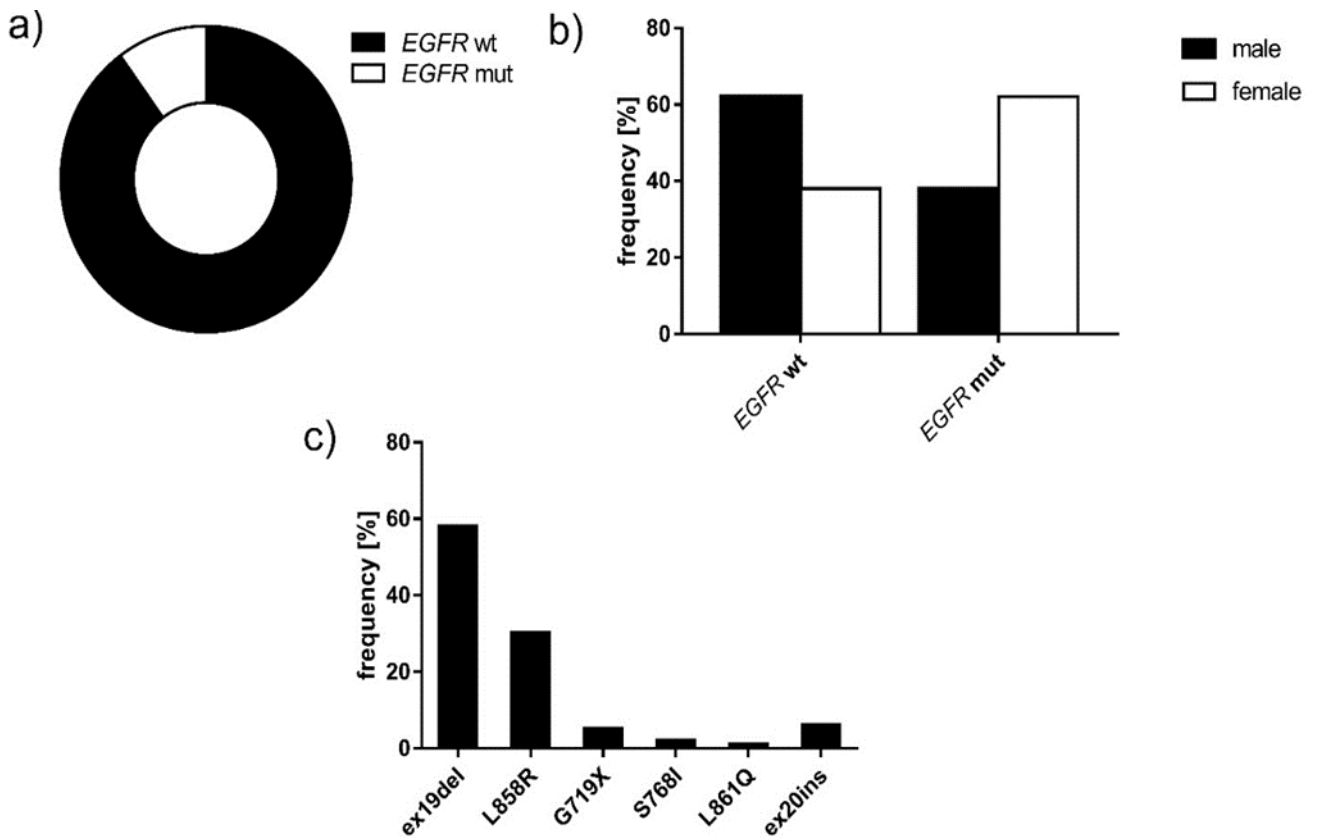 a)
EGFR wt
EGFR mut
b)
80
60
40
20
0
frequency [%]
EGFR wt
EGFR mut
male
female
c)
80
60
40
20
0
frequency [%]
ex19del
L858R
G719X
S768I
L861Q
ex20ins